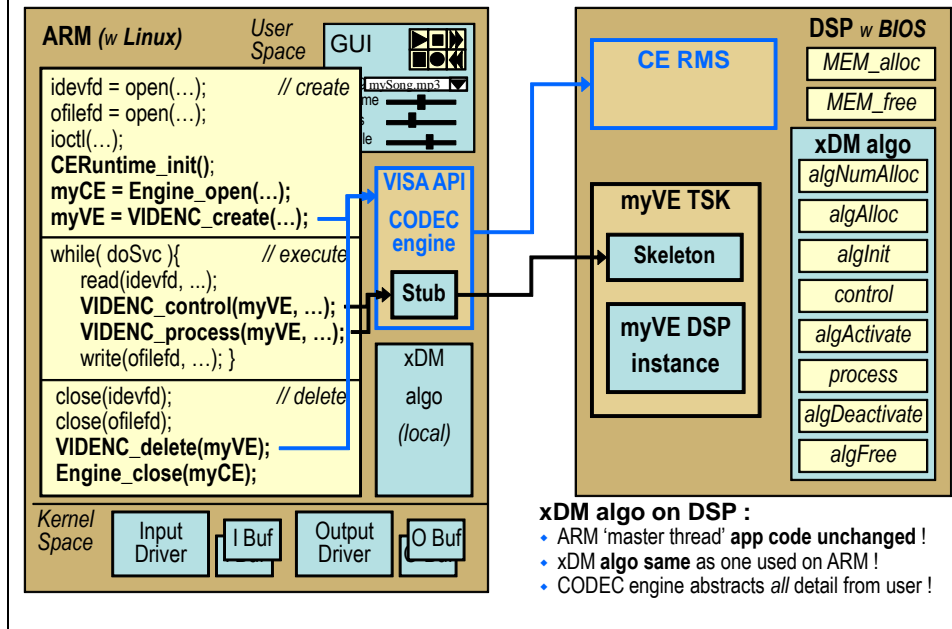 ARM (w Linux)
User
Space
GUI
mySong.mp3
me
s
le
idevfd = open(…); // create
ofilefd = open(…);
ioctl(…);
CERuntime_init();
myCE = Engine_open(…);
myVE = VIDENC_create(…);
while( doSvc ){ // execute
read(idevfd, ...);
VIDENC_control(myVE, …);
VIDENC_process(myVE, …);
write(ofilefd, …); }
close(idevfd); // delete
close(ofilefd);
VIDENC_delete(myVE);
Engine_close(myCE);
VISA API
CODEC
engine
Stub
xDM
algo
(local)
Kernel
Space
Input
Driver
I Buf
Output
Driver
O Buf
DSP w BIOS
CE RMS
MEM_alloc
MEM_free
myVE TSK
Skeleton
myVE DSP
instance
xDM algo
algNumAlloc
algAlloc
algInit
control
algActivate
process
algDeactivate
algFree
xDM algo on DSP :
ARM ‘master thread’ app code unchanged !
xDM algo same as one used on ARM !
CODEC engine abstracts all detail from user !